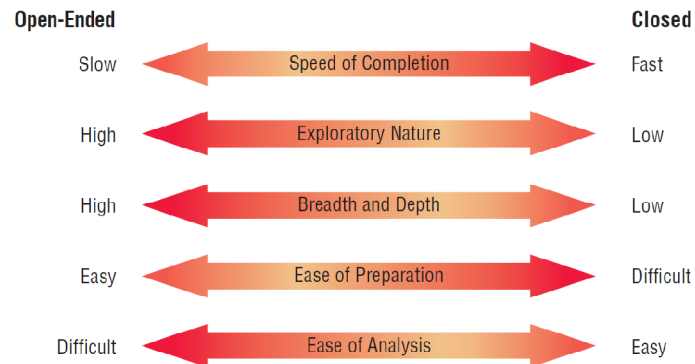 Open-Ended Closed
Slow Speed of Completion Fast
High Exploratory Nature Low
High Breadth and Depth Low
Easy Ease of Preparation Difficult
Difficult Ease of Analysis Easy